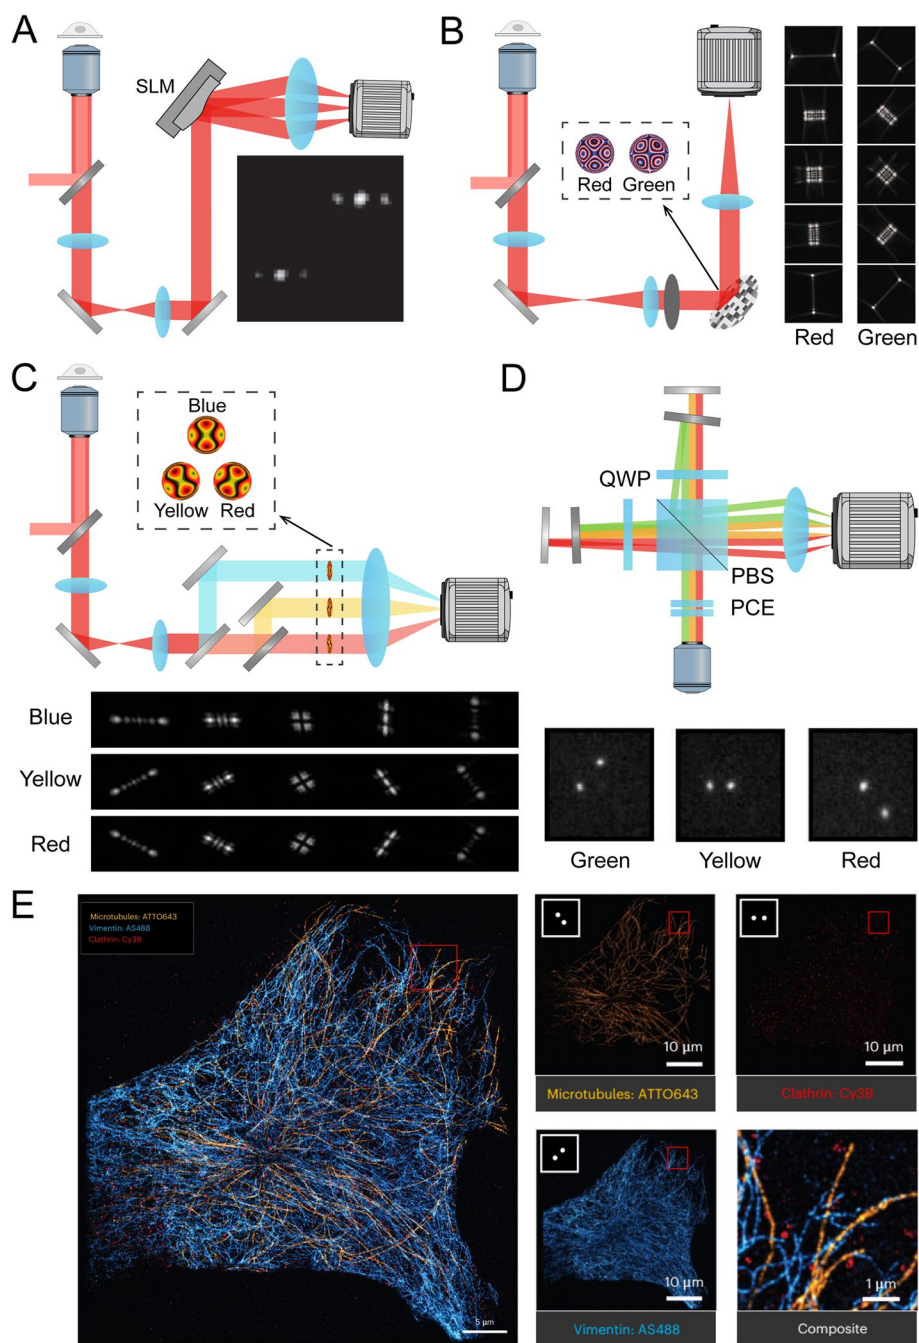 A
SLM
B
Red Green
Red Green
C
Blue
Yellow Red
D
QWP
PBS
PCE
Blue
Yellow
Red
Green Yellow Red
E
Microtubules: ATTO643
Vimentin: AS488
Clathrin: Cy3B
5 µm
10 µm
Microtubules: ATTO643
10 µm
Clathrin: Cy3B
10 µm
Vimentin: AS488
1 µm
Composite